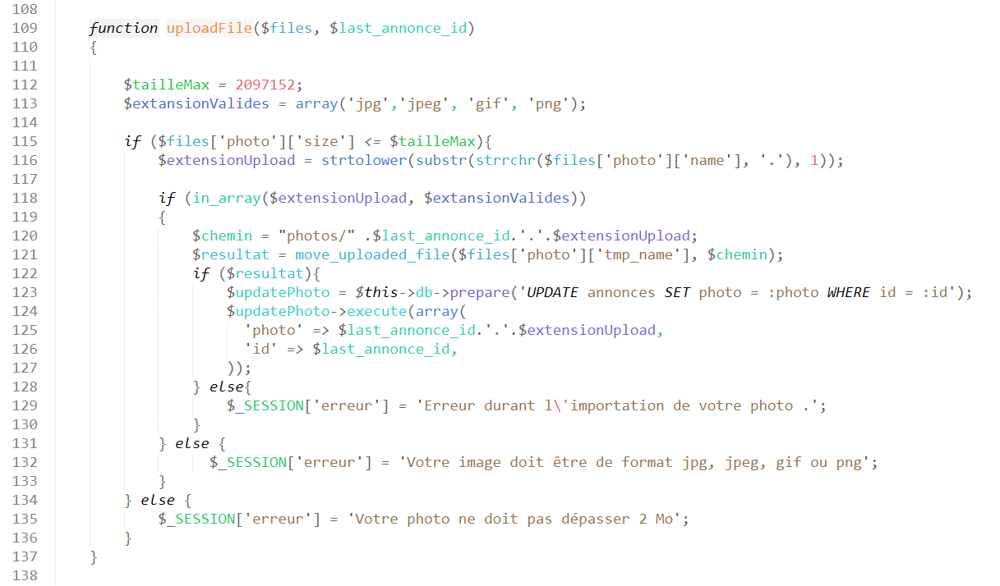 108
109 function uploadFile($files, $last_annonce_id)
110 {
111
112 $tailleMax = 2097152;
113 $extansionValides = array('jpg','jpeg', 'gif', 'png');
114
115 if ($files['photo']['size'] <= $tailleMax){
116 $extensionUpload = strtolower(substr(strrchr($files['photo']['name'], '.'), 1));
117
118 if (in_array($extensionUpload, $extansionValides))
119 {
120 $chemin = "photos/" .$last_annonce_id.'.'.$extensionUpload;
121 $resultat = move_uploaded_file($files['photo']['tmp_name'], $chemin);
122 if ($resultat){
123 $updatePhoto = $this->db->prepare('UPDATE annonces SET photo = :photo WHERE id = :id');
124 $updatePhoto->execute(array(
125 'photo' => $last_annonce_id.'.'.$extensionUpload,
126 'id' => $last_annonce_id,
127 ));
128 } else{
129 $_SESSION['erreur'] = 'Erreur durant l\'importation de votre photo .';
130 }
131 } else {
132 $_SESSION['erreur'] = 'Votre image doit être de format jpg, jpeg, gif ou png';
133 }
134 } else {
135 $_SESSION['erreur'] = 'Votre photo ne doit pas dépasser 2 Mo';
136 }
137 }
138